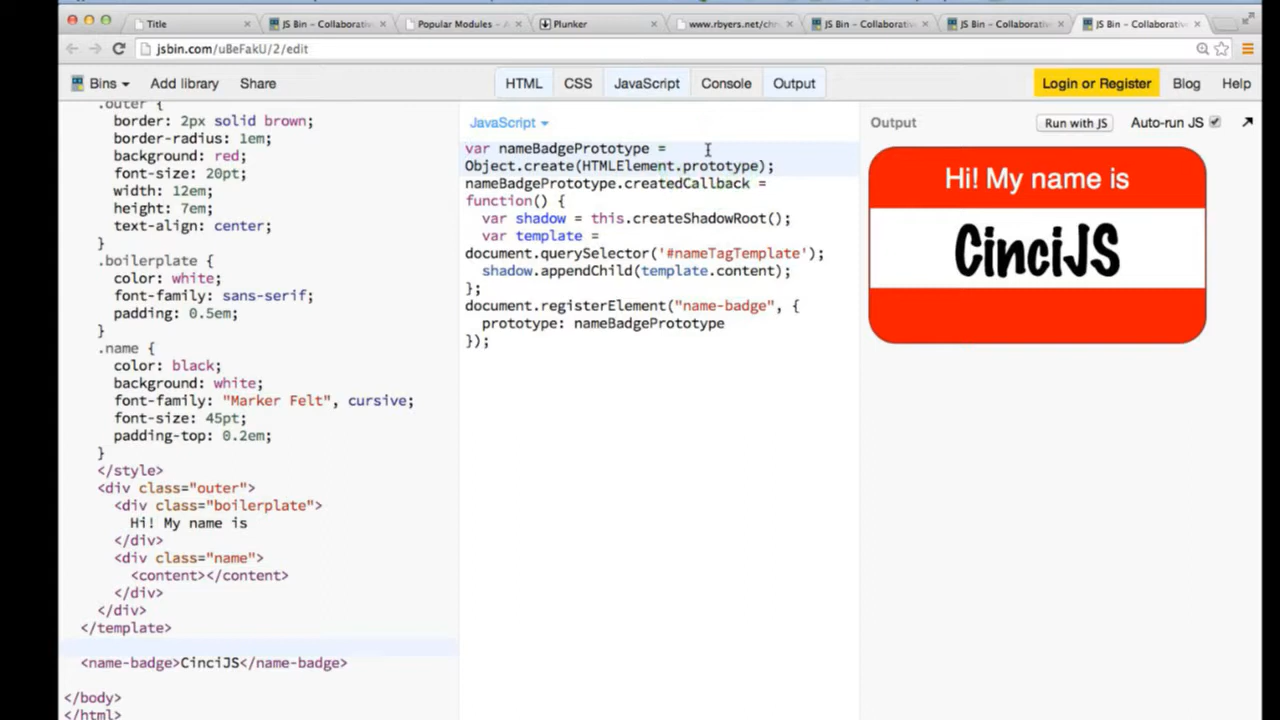 Title
JS Bin – Collaborativ
Popular Modules – A
Plunker
www.rbyers.net/chr
JS Bin – Collaborativ
JS Bin – Collaborativ
JS Bin – Collaborativ
jsbin.com/uBeFakU/2/edit
Bins Add library Share HTML CSS JavaScript Console Output Login or Register Blog Help
.outer {
border: 2px solid brown;
border-radius: 1em;
background: red;
font-size: 20pt;
width: 12em;
height: 7em;
text-align: center;
}
.boilerplate {
color: white;
font-family: sans-serif;
padding: 0.5em;
}
.name {
color: black;
background: white;
font-family: "Marker Felt", cursive;
font-size: 45pt;
padding-top: 0.2em;
}
</style>
<div class="outer">
<div class="boilerplate">
Hi! My name is
</div>
<div class="name">
<content></content>
</div>
</div>
</template>
<name-badge>CinciJS</name-badge>
</body>
</html>
JavaScript
var nameBadgePrototype =
Object.create(HTMLElement.prototype);
nameBadgePrototype.createdCallback =
function() {
var shadow = this.createShadowRoot();
var template =
document.querySelector('#nameTagTemplate');
shadow.appendChild(template.content);
};
document.registerElement("name-badge", {
prototype: nameBadgePrototype
});
Output Run with JS Auto-run JS
Hi! My name is
CinciJS